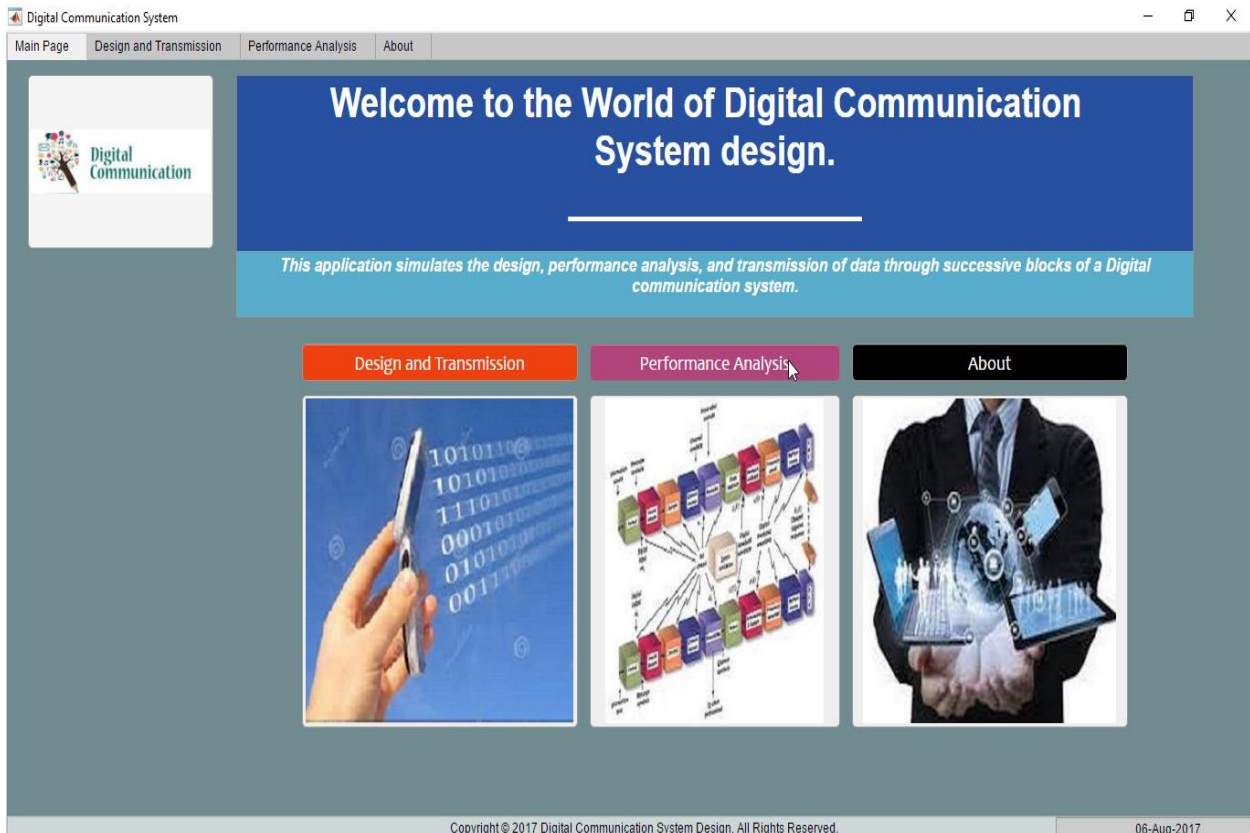 Digital Communication System
Main Page Design and Transmission Performance Analysis About
Digital
Communication
Welcome to the World of Digital Communication
System design.
This application simulates the design, performance analysis, and transmission of data through successive blocks of a Digital
communication system.
Design and Transmission Performance Analysis About
Copyright © 2017 Digital Communication System Design. All Rights Reserved.
06-Aug-2017